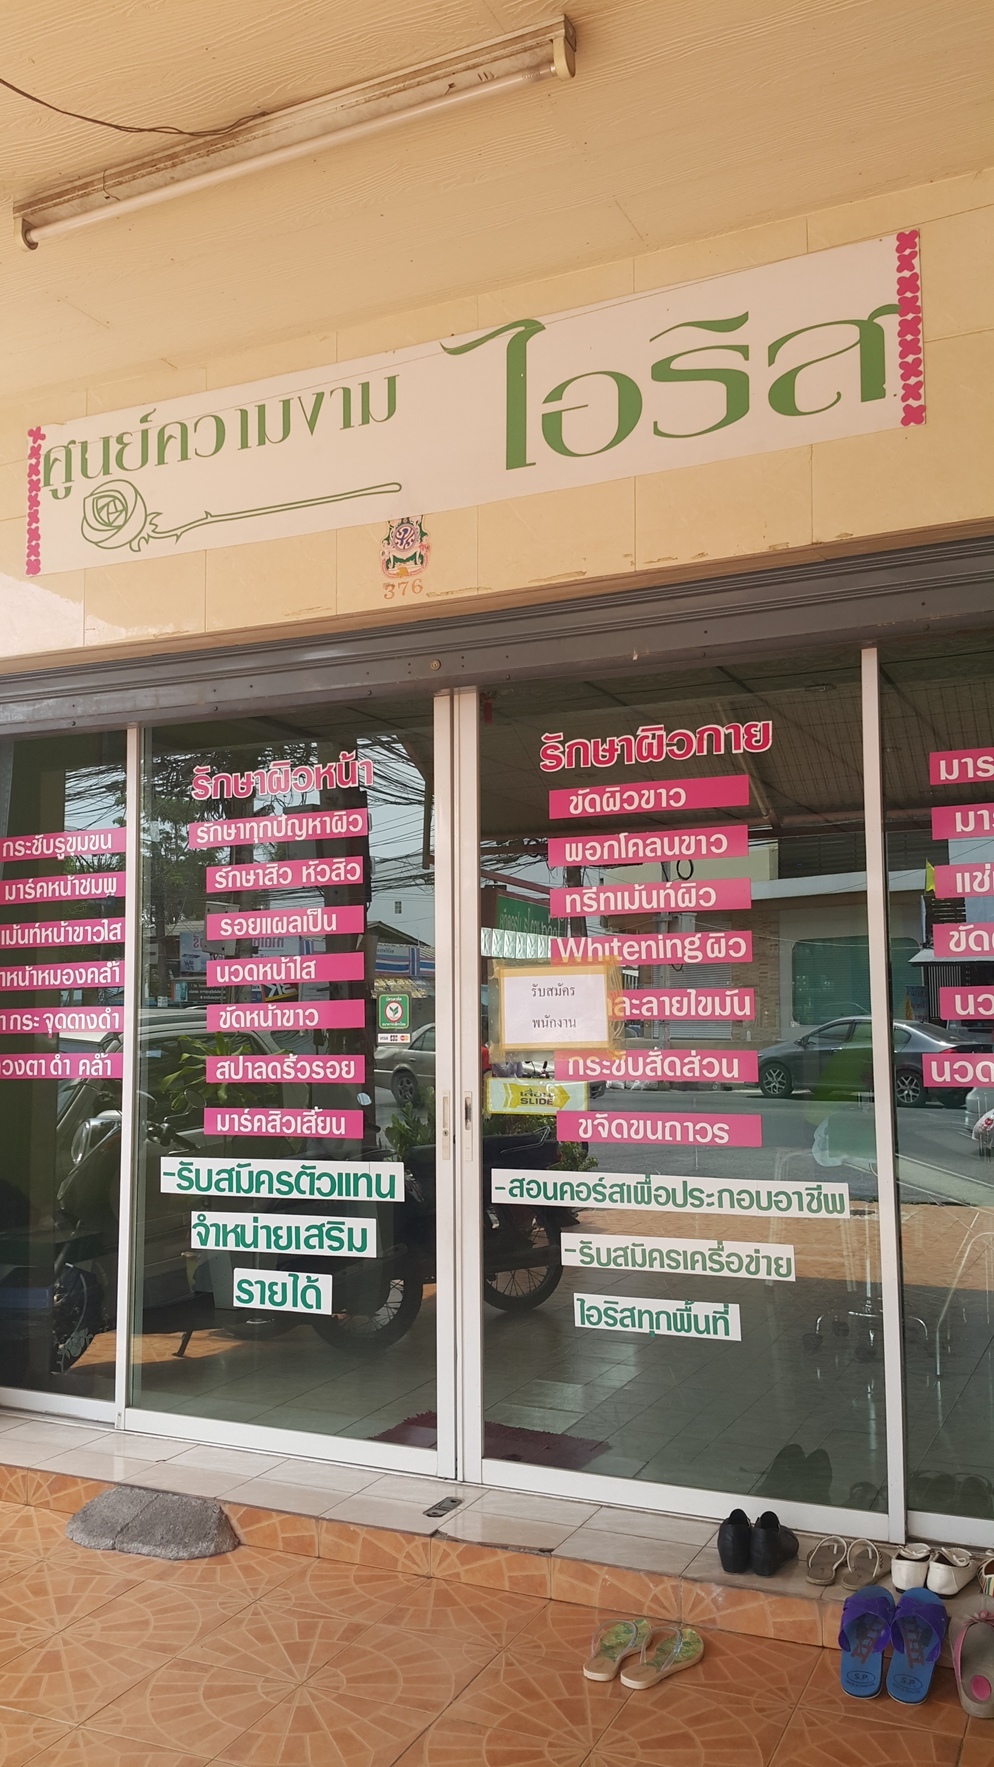 ศูนย์ความงาม ไอริส
376
กระชับรูขุมขน
มาร์คหน้าชมพู
หน้าขาวใส
หน้าหมองคล้ำ
กระ จุดด่างดำ
ตา ดำ คล้ำ
รักษาผิวหน้า
รักษาทุกปัญหาผิว
รักษาสิว หัวสิว
รอยแผลเป็น
นวดหน้าใส
ขัดหน้าขาว
สปาลดริ้วรอย
มาร์คสิวเสี้ยน
-รับสมัครตัวแทน
จำหน่ายเสริม
รายได้
VISA
รักษาผิวกาย
ขัดผิวขาว
พอกโคลนขาว
ทรีทเม้นท์ผิว
Whitening ผิว
รับสมัคร
พนักงาน
ละลายไขมัน
กระชับสัดส่วน
เลื่อน
SLIDE
ขจัดขนถาวร
-สอนคอร์สเพื่อประกอบอาชีพ
-รับสมัครเครือข่าย
ไอริสทุกพื้นที่
S.P
S.P